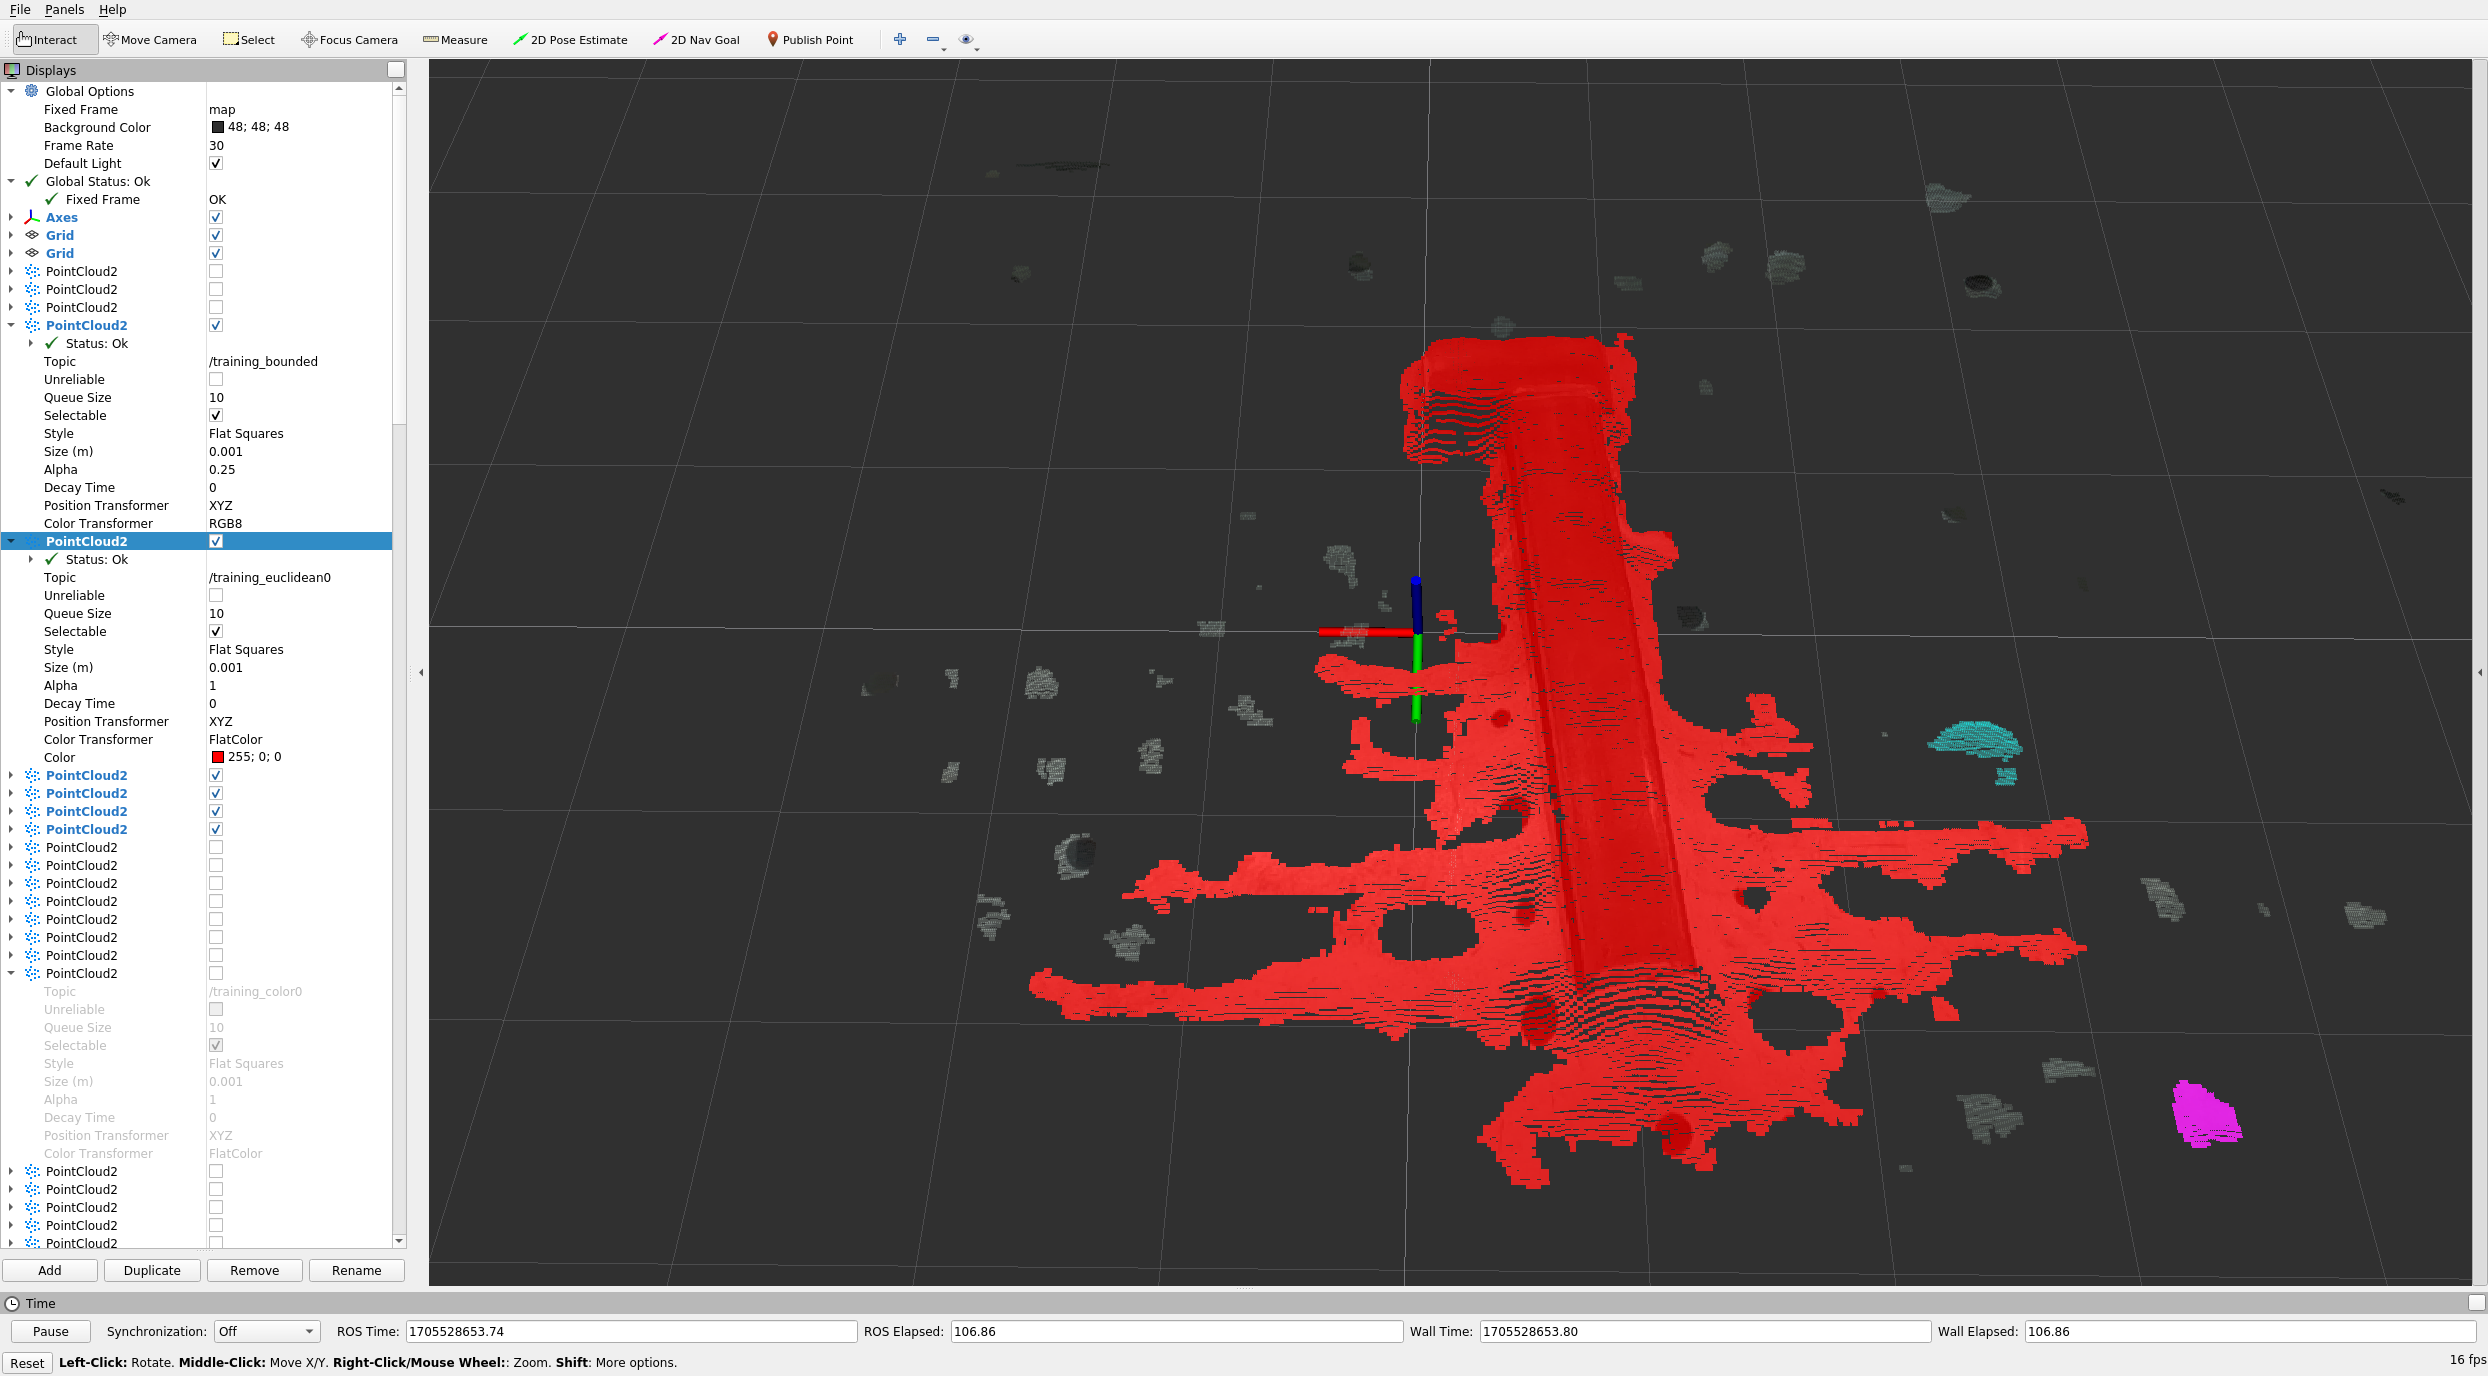 File Panels Help
Interact Move Camera Select Focus Camera Measure 2D Pose Estimate 2D Nav Goal Publish Point
Displays
Global Options
Fixed Frame map
Background Color 48; 48; 48
Frame Rate 30
Default Light
Global Status: Ok
Fixed Frame OK
Axes
Grid
Grid
PointCloud2
PointCloud2
PointCloud2
PointCloud2
Status: Ok
Topic /training_bounded
Unreliable
Queue Size 10
Selectable
Style Flat Squares
Size (m) 0.001
Alpha 0.25
Decay Time 0
Position Transformer XYZ
Color Transformer RGB8
PointCloud2
Status: Ok
Topic /training_euclidean0
Unreliable
Queue Size 10
Selectable
Style Flat Squares
Size (m) 0.001
Alpha 1
Decay Time 0
Position Transformer XYZ
Color Transformer FlatColor
Color 255; 0; 0
PointCloud2
PointCloud2
PointCloud2
PointCloud2
PointCloud2
PointCloud2
PointCloud2
PointCloud2
PointCloud2
PointCloud2
PointCloud2
PointCloud2
Topic /training_color0
Unreliable
Queue Size 10
Selectable
Style Flat Squares
Size (m) 0.001
Alpha 1
Decay Time 0
Position Transformer XYZ
Color Transformer FlatColor
PointCloud2
PointCloud2
PointCloud2
PointCloud2
PointCloud2
Add Duplicate Remove Rename
Time
Pause Synchronization: Off ROS Time: 1705528653.74 ROS Elapsed: 106.86 Wall Time: 1705528653.80 Wall Elapsed: 106.86
Reset Left-Click: Rotate. Middle-Click: Move X/Y. Right-Click/Mouse Wheel:: Zoom. Shift: More options. 16 fps